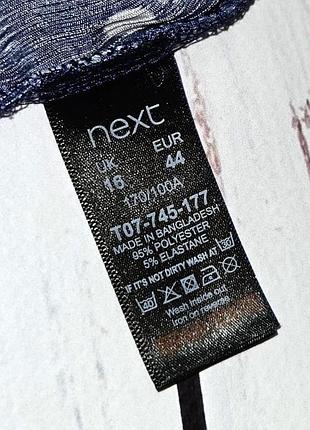 next
UK EUR
16 44
170/100A
T07-745-177
MADE IN BANGLADESH
95% POLYESTER
5% ELASTANE
IF IT'S NOT DIRTY WASH AT 30
40
Wash inside out
Iron on reverse